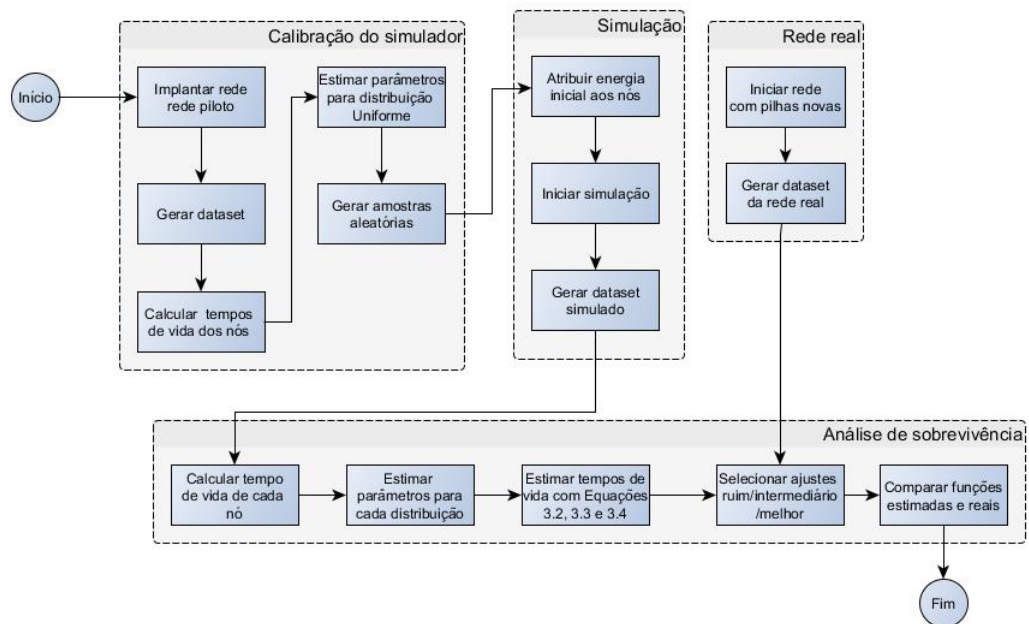 Início
Calibração do simulador
Implantar rede
rede piloto
Gerar dataset
Calcular tempos
de vida dos nós
Estimar parâmetros
para distribuição
Uniforme
Gerar amostras
aleatórias
Simulação
Atribuir energia
inicial aos nós
Iniciar simulação
Gerar dataset
simulado
Rede real
Iniciar rede
com pilhas novas
Gerar dataset
da rede real
Análise de sobrevivência
Calcular tempo
de vida de cada
nó
Estimar
parâmetros para
cada distribuição
Estimar tempos de
vida com Equações
3.2, 3.3 e 3.4
Selecionar ajustes
ruim/intermediário
/melhor
Comparar funções
estimadas e reais
Fim